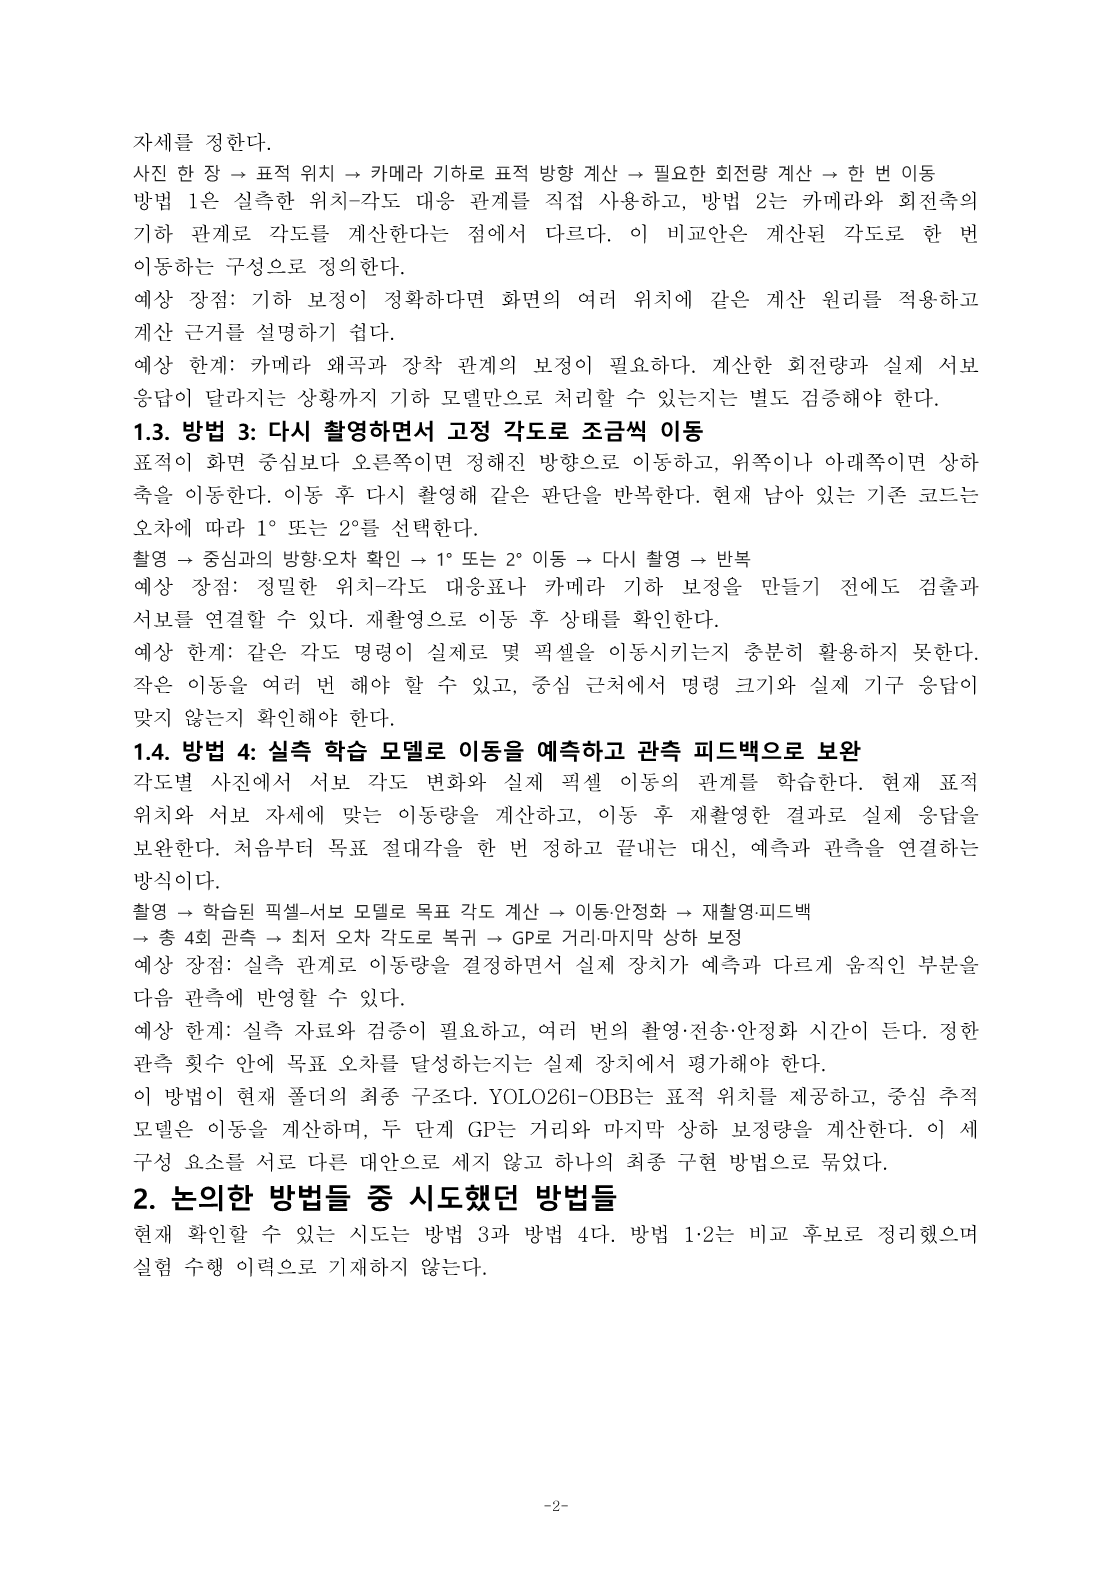 자세를 정한다.
사진 한 장 → 표적 위치 → 카메라 기하로 표적 방향 계산 → 필요한 회전량 계산 → 한 번 이동
방법 1은 실측한 위치–각도 대응 관계를 직접 사용하고, 방법 2는 카메라와 회전축의
기하 관계로 각도를 계산한다는 점에서 다르다. 이 비교안은 계산된 각도로 한 번
이동하는 구성으로 정의한다.
예상 장점: 기하 보정이 정확하다면 화면의 여러 위치에 같은 계산 원리를 적용하고
계산 근거를 설명하기 쉽다.
예상 한계: 카메라 왜곡과 장착 관계의 보정이 필요하다. 계산한 회전량과 실제 서보
응답이 달라지는 상황까지 기하 모델만으로 처리할 수 있는지는 별도 검증해야 한다.
1.3. 방법 3: 다시 촬영하면서 고정 각도로 조금씩 이동
표적이 화면 중심보다 오른쪽이면 정해진 방향으로 이동하고, 위쪽이나 아래쪽이면 상하
축을 이동한다. 이동 후 다시 촬영해 같은 판단을 반복한다. 현재 남아 있는 기존 코드는
오차에 따라 1° 또는 2°를 선택한다.
촬영 → 중심과의 방향·오차 확인 → 1° 또는 2° 이동 → 다시 촬영 → 반복
예상 장점: 정밀한 위치–각도 대응표나 카메라 기하 보정을 만들기 전에도 검출과
서보를 연결할 수 있다. 재촬영으로 이동 후 상태를 확인한다.
예상 한계: 같은 각도 명령이 실제로 몇 픽셀을 이동시키는지 충분히 활용하지 못한다.
작은 이동을 여러 번 해야 할 수 있고, 중심 근처에서 명령 크기와 실제 기구 응답이
맞지 않는지 확인해야 한다.
1.4. 방법 4: 실측 학습 모델로 이동을 예측하고 관측 피드백으로 보완
각도별 사진에서 서보 각도 변화와 실제 픽셀 이동의 관계를 학습한다. 현재 표적
위치와 서보 자세에 맞는 이동량을 계산하고, 이동 후 재촬영한 결과로 실제 응답을
보완한다. 처음부터 목표 절대각을 한 번 정하고 끝내는 대신, 예측과 관측을 연결하는
방식이다.
촬영 → 학습된 픽셀–서보 모델로 목표 각도 계산 → 이동·안정화 → 재촬영·피드백
→ 총 4회 관측 → 최저 오차 각도로 복귀 → GP로 거리·마지막 상하 보정
예상 장점: 실측 관계로 이동량을 결정하면서 실제 장치가 예측과 다르게 움직인 부분을
다음 관측에 반영할 수 있다.
예상 한계: 실측 자료와 검증이 필요하고, 여러 번의 촬영·전송·안정화 시간이 든다. 정한
관측 횟수 안에 목표 오차를 달성하는지는 실제 장치에서 평가해야 한다.
이 방법이 현재 폴더의 최종 구조다. YOLO26l-OBB는 표적 위치를 제공하고, 중심 추적
모델은 이동을 계산하며, 두 단계 GP는 거리와 마지막 상하 보정량을 계산한다. 이 세
구성 요소를 서로 다른 대안으로 세지 않고 하나의 최종 구현 방법으로 묶었다.
2. 논의한 방법들 중 시도했던 방법들
현재 확인할 수 있는 시도는 방법 3과 방법 4다. 방법 1·2는 비교 후보로 정리했으며
실험 수행 이력으로 기재하지 않는다.
-2-